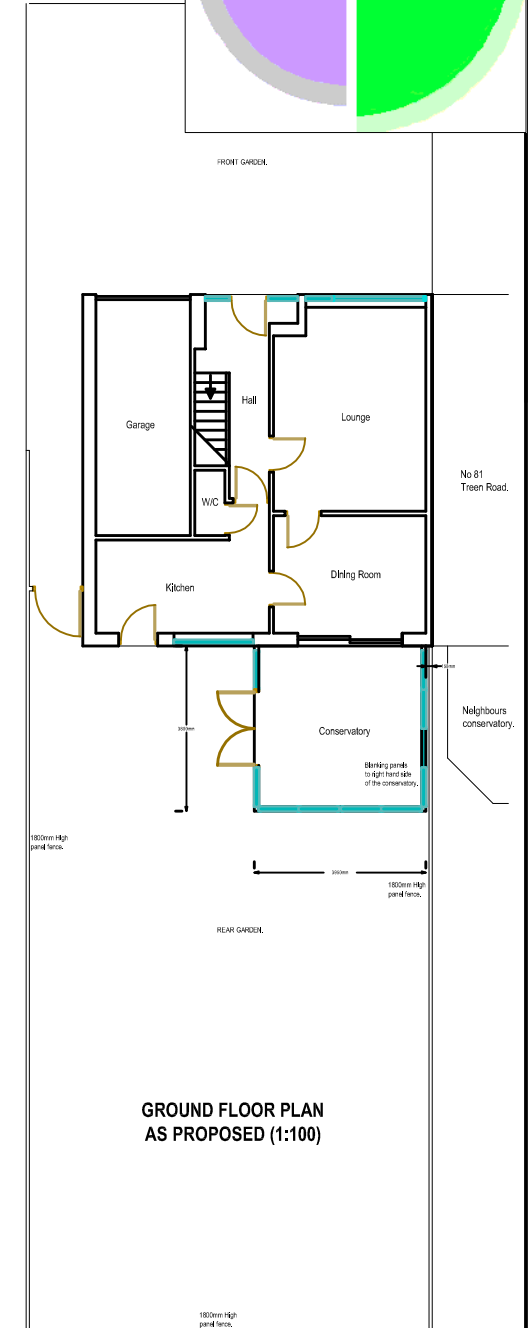 FRONT GARDEN.
Hall
Lounge
Garage
No 81
Treen Road.
W/C
Dining Room
Kitchen
Neighbours
conservatory.
Conservatory
Blanking panels
to right hand side
of the conservatory.
1800mm High
panel fence.
1800mm High
panel fence.
REAR GARDEN.
GROUND FLOOR PLAN
AS PROPOSED (1:100)
1800mm High
panel fence.